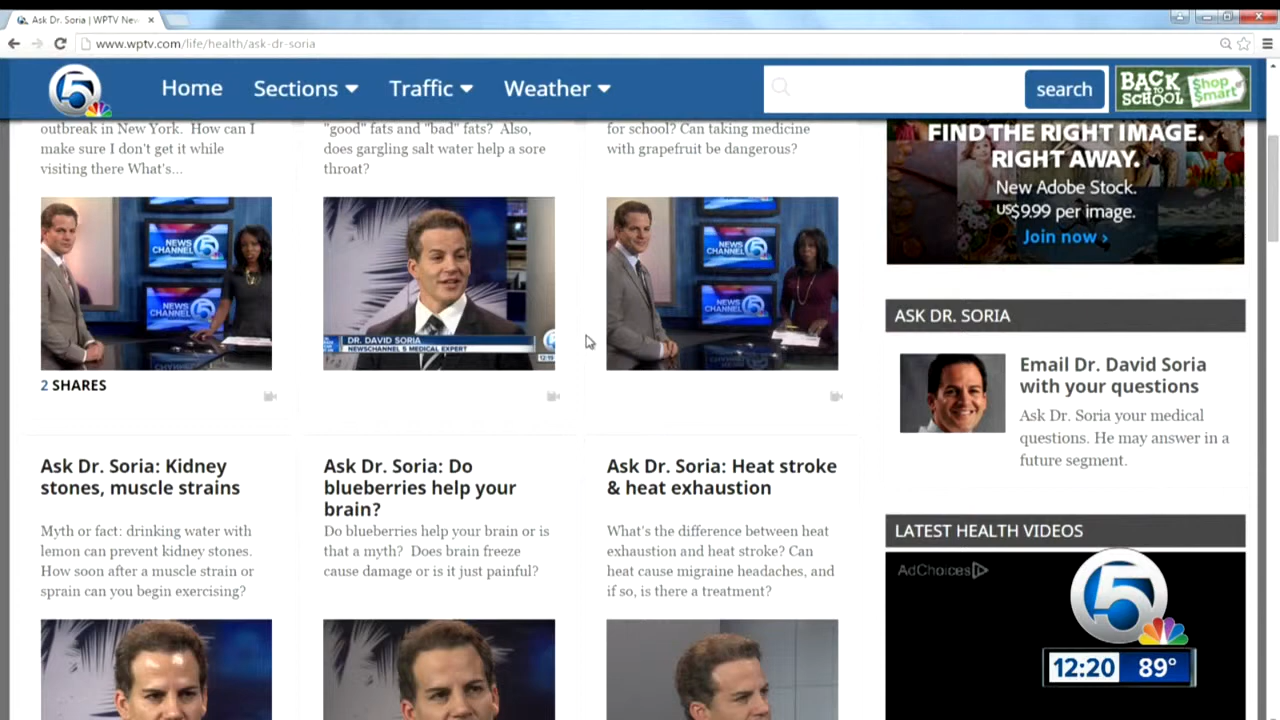 Ask Dr. Soria | WPTV New
www.wptv.com/life/health/ask-dr-soria
5
Home
Sections
Traffic
Weather
search
BACK
TO
SCHOOL
Shop
Smart
outbreak in New York. How can I
make sure I don't get it while
visiting there What's...
"good" fats and "bad" fats? Also,
does gargling salt water help a sore
throat?
for school? Can taking medicine
with grapefruit be dangerous?
FIND THE RIGHT IMAGE.
RIGHT AWAY.
New Adobe Stock.
US$9.99 per image.
Join now ›
NEWS
CHANNEL 5
NEWS
CHANNEL 5
DR. DAVID SORIA
NEWSCHANNEL 5 MEDICAL EXPERT
12:19
NEWS
CHANNEL 5
NEWS
CHANNEL 5
2 SHARES
ASK DR. SORIA
Email Dr. David Soria
with your questions
Ask Dr. Soria your medical
questions. He may answer in a
future segment.
Ask Dr. Soria: Kidney
stones, muscle strains
Myth or fact: drinking water with
lemon can prevent kidney stones.
How soon after a muscle strain or
sprain can you begin exercising?
Ask Dr. Soria: Do
blueberries help your
brain?
Do blueberries help your brain or is
that a myth? Does brain freeze
cause damage or is it just painful?
Ask Dr. Soria: Heat stroke
& heat exhaustion
What's the difference between heat
exhaustion and heat stroke? Can
heat cause migraine headaches, and
if so, is there a treatment?
LATEST HEALTH VIDEOS
AdChoices
5
12:20 89°